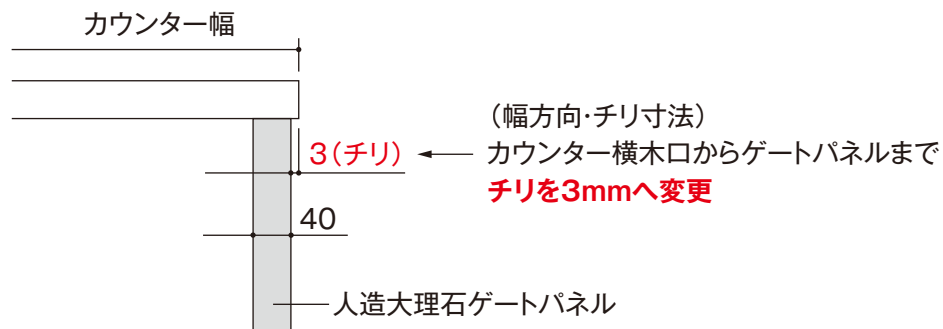 カウンター幅
(幅方向･チリ寸法)
3(チリ)
カウンター横木口からゲートパネルまで
チリを3mmへ変更
40
人造大理石ゲートパネル